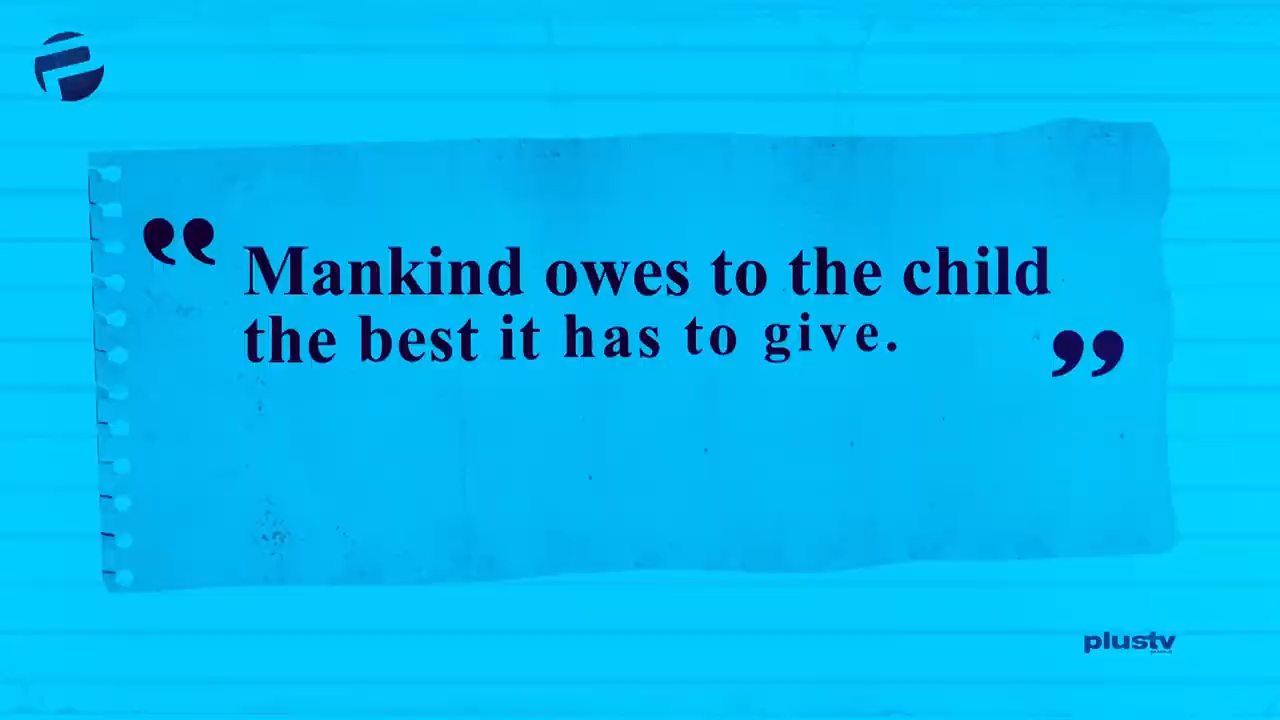 “ Mankind owes to the child
the best it has to give. ”
plustv